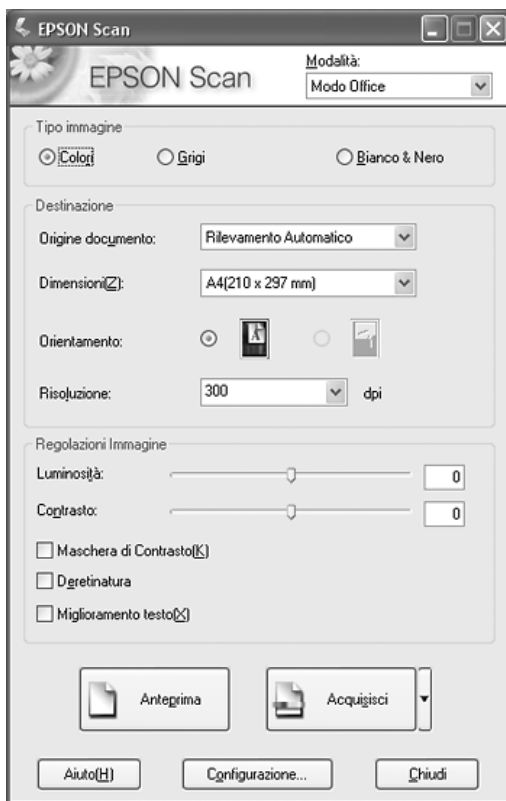 EPSON Scan
EPSON Scan
Modalità:
Modo Office
Tipo immagine
Colori Grigi Bianco & Nero
Destinazione
Origine documento: Rilevamento Automatico
Dimensioni(Z): A4(210 x 297 mm)
Orientamento:
Risoluzione: 300 dpi
Regolazioni Immagine
Luminosità: 0
Contrasto: 0
Maschera di Contrasto(K)
Deretinatura
Miglioramento testo(X)
Anteprima Acquisisci
Aiuto(H) Configurazione... Chiudi